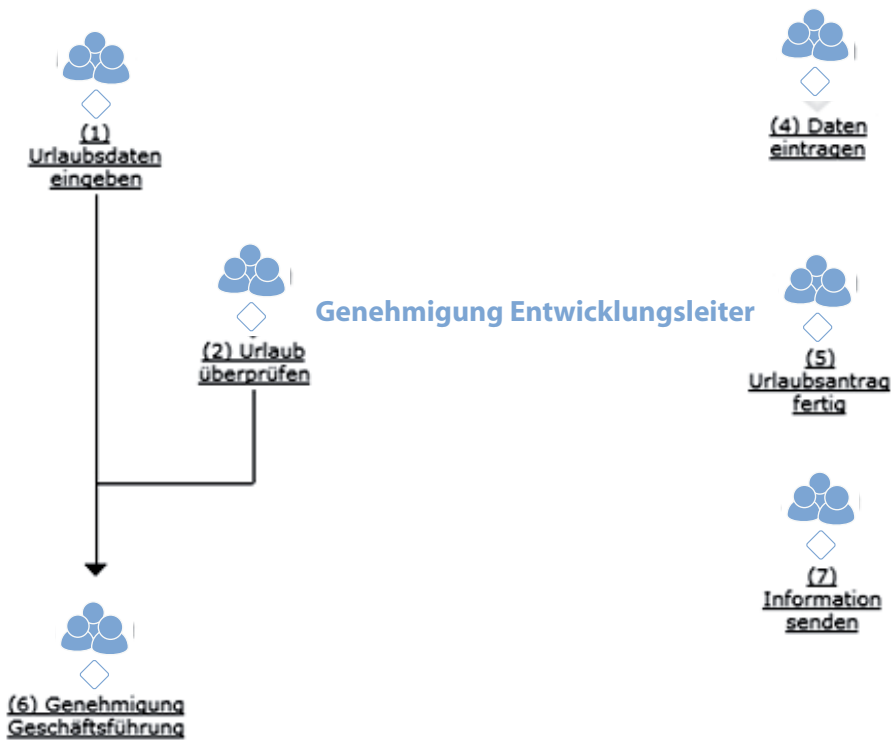 (1)
Urlaubsdaten
eingeben
(4) Daten
eintragen
(2) Urlaub
überprüfen
Genehmigung Entwicklungsleiter
(5)
Urlaubsantrag
fertig
(7)
Information
senden
(6) Genehmigung
Geschäftsführung